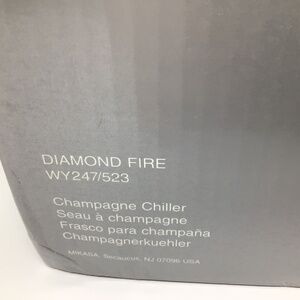 DIAMOND FIRE
WY247/523
Champagne Chiller
Seau à champagne
Frasco para champaña
Champagnerkuehler
MIKASA, Secaucus, NJ 07096 USA